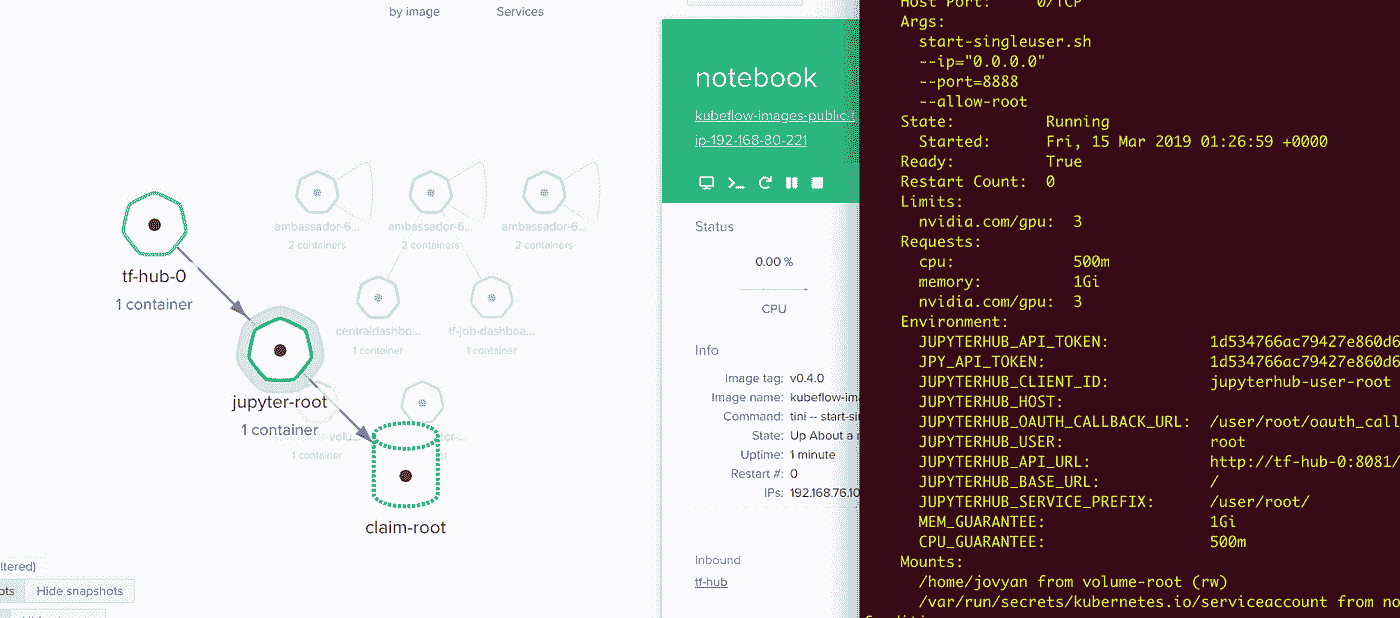 by image
Services
tf-hub-0
1 container
ambassador-6...
2 containers
ambassador-6...
2 containers
ambassador-6...
2 containers
centraldashbo...
1 container
tf-job-dashboa...
1 container
jupyter-root
1 container
1 container
claim-root
ltered)
ots
Hide snapshots
notebook
kubeflow-images-public.
ip-192-168-80-221
Status
0.00 %
CPU
Info
Image tag: v0.4.0
Image name: kubeflow-ima
Command: tini -- start-si
State: Up About a
Uptime: 1 minute
Restart #: 0
IPs: 192.168.76.10
Inbound
tf-hub
Host Port: 0/TCP
Args:
start-singleuser.sh
--ip="0.0.0.0"
--port=8888
--allow-root
State: Running
Started: Fri, 15 Mar 2019 01:26:59 +0000
Ready: True
Restart Count: 0
Limits:
nvidia.com/gpu: 3
Requests:
cpu: 500m
memory: 1Gi
nvidia.com/gpu: 3
Environment:
JUPYTERHUB_API_TOKEN: 1d534766ac79427e860d6
JPY_API_TOKEN: 1d534766ac79427e860d6
JUPYTERHUB_CLIENT_ID: jupyterhub-user-root
JUPYTERHUB_HOST:
JUPYTERHUB_OAUTH_CALLBACK_URL: /user/root/oauth_call
JUPYTERHUB_USER: root
JUPYTERHUB_API_URL: http://tf-hub-0:8081/
JUPYTERHUB_BASE_URL: /
JUPYTERHUB_SERVICE_PREFIX: /user/root/
MEM_GUARANTEE: 1Gi
CPU_GUARANTEE: 500m
Mounts:
/home/jovyan from volume-root (rw)
/var/run/secrets/kubernetes.io/serviceaccount from no